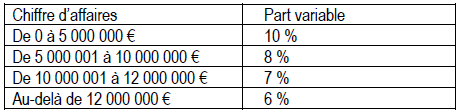 Chiffre d'affaires Part variable
De 0 à 5 000 000 € 10 %
De 5 000 001 à 10 000 000 € 8 %
De 10 000 001 à 12 000 000 € 7 %
Au-delà de 12 000 000 € 6 %